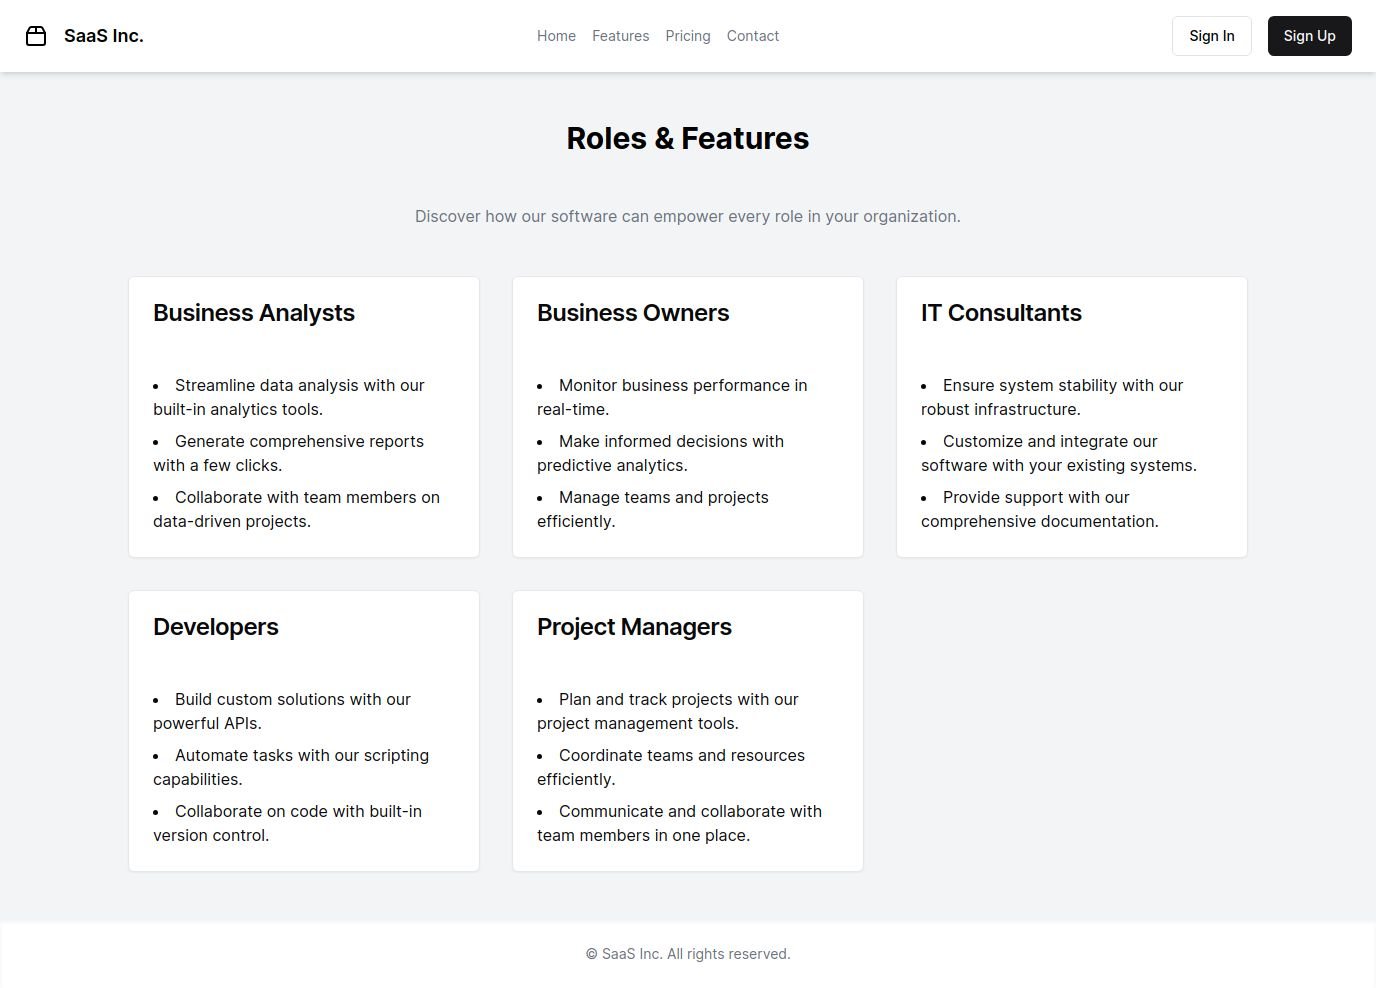 SaaS Inc.
Home Features Pricing Contact
Sign In
Sign Up
Roles & Features
Discover how our software can empower every role in your organization.
Business Analysts
• Streamline data analysis with our
built-in analytics tools.
• Generate comprehensive reports
with a few clicks.
• Collaborate with team members on
data-driven projects.
Business Owners
• Monitor business performance in
real-time.
• Make informed decisions with
predictive analytics.
• Manage teams and projects
efficiently.
IT Consultants
• Ensure system stability with our
robust infrastructure.
• Customize and integrate our
software with your existing systems.
• Provide support with our
comprehensive documentation.
Developers
• Build custom solutions with our
powerful APIs.
• Automate tasks with our scripting
capabilities.
• Collaborate on code with built-in
version control.
Project Managers
• Plan and track projects with our
project management tools.
• Coordinate teams and resources
efficiently.
• Communicate and collaborate with
team members in one place.
© SaaS Inc. All rights reserved.